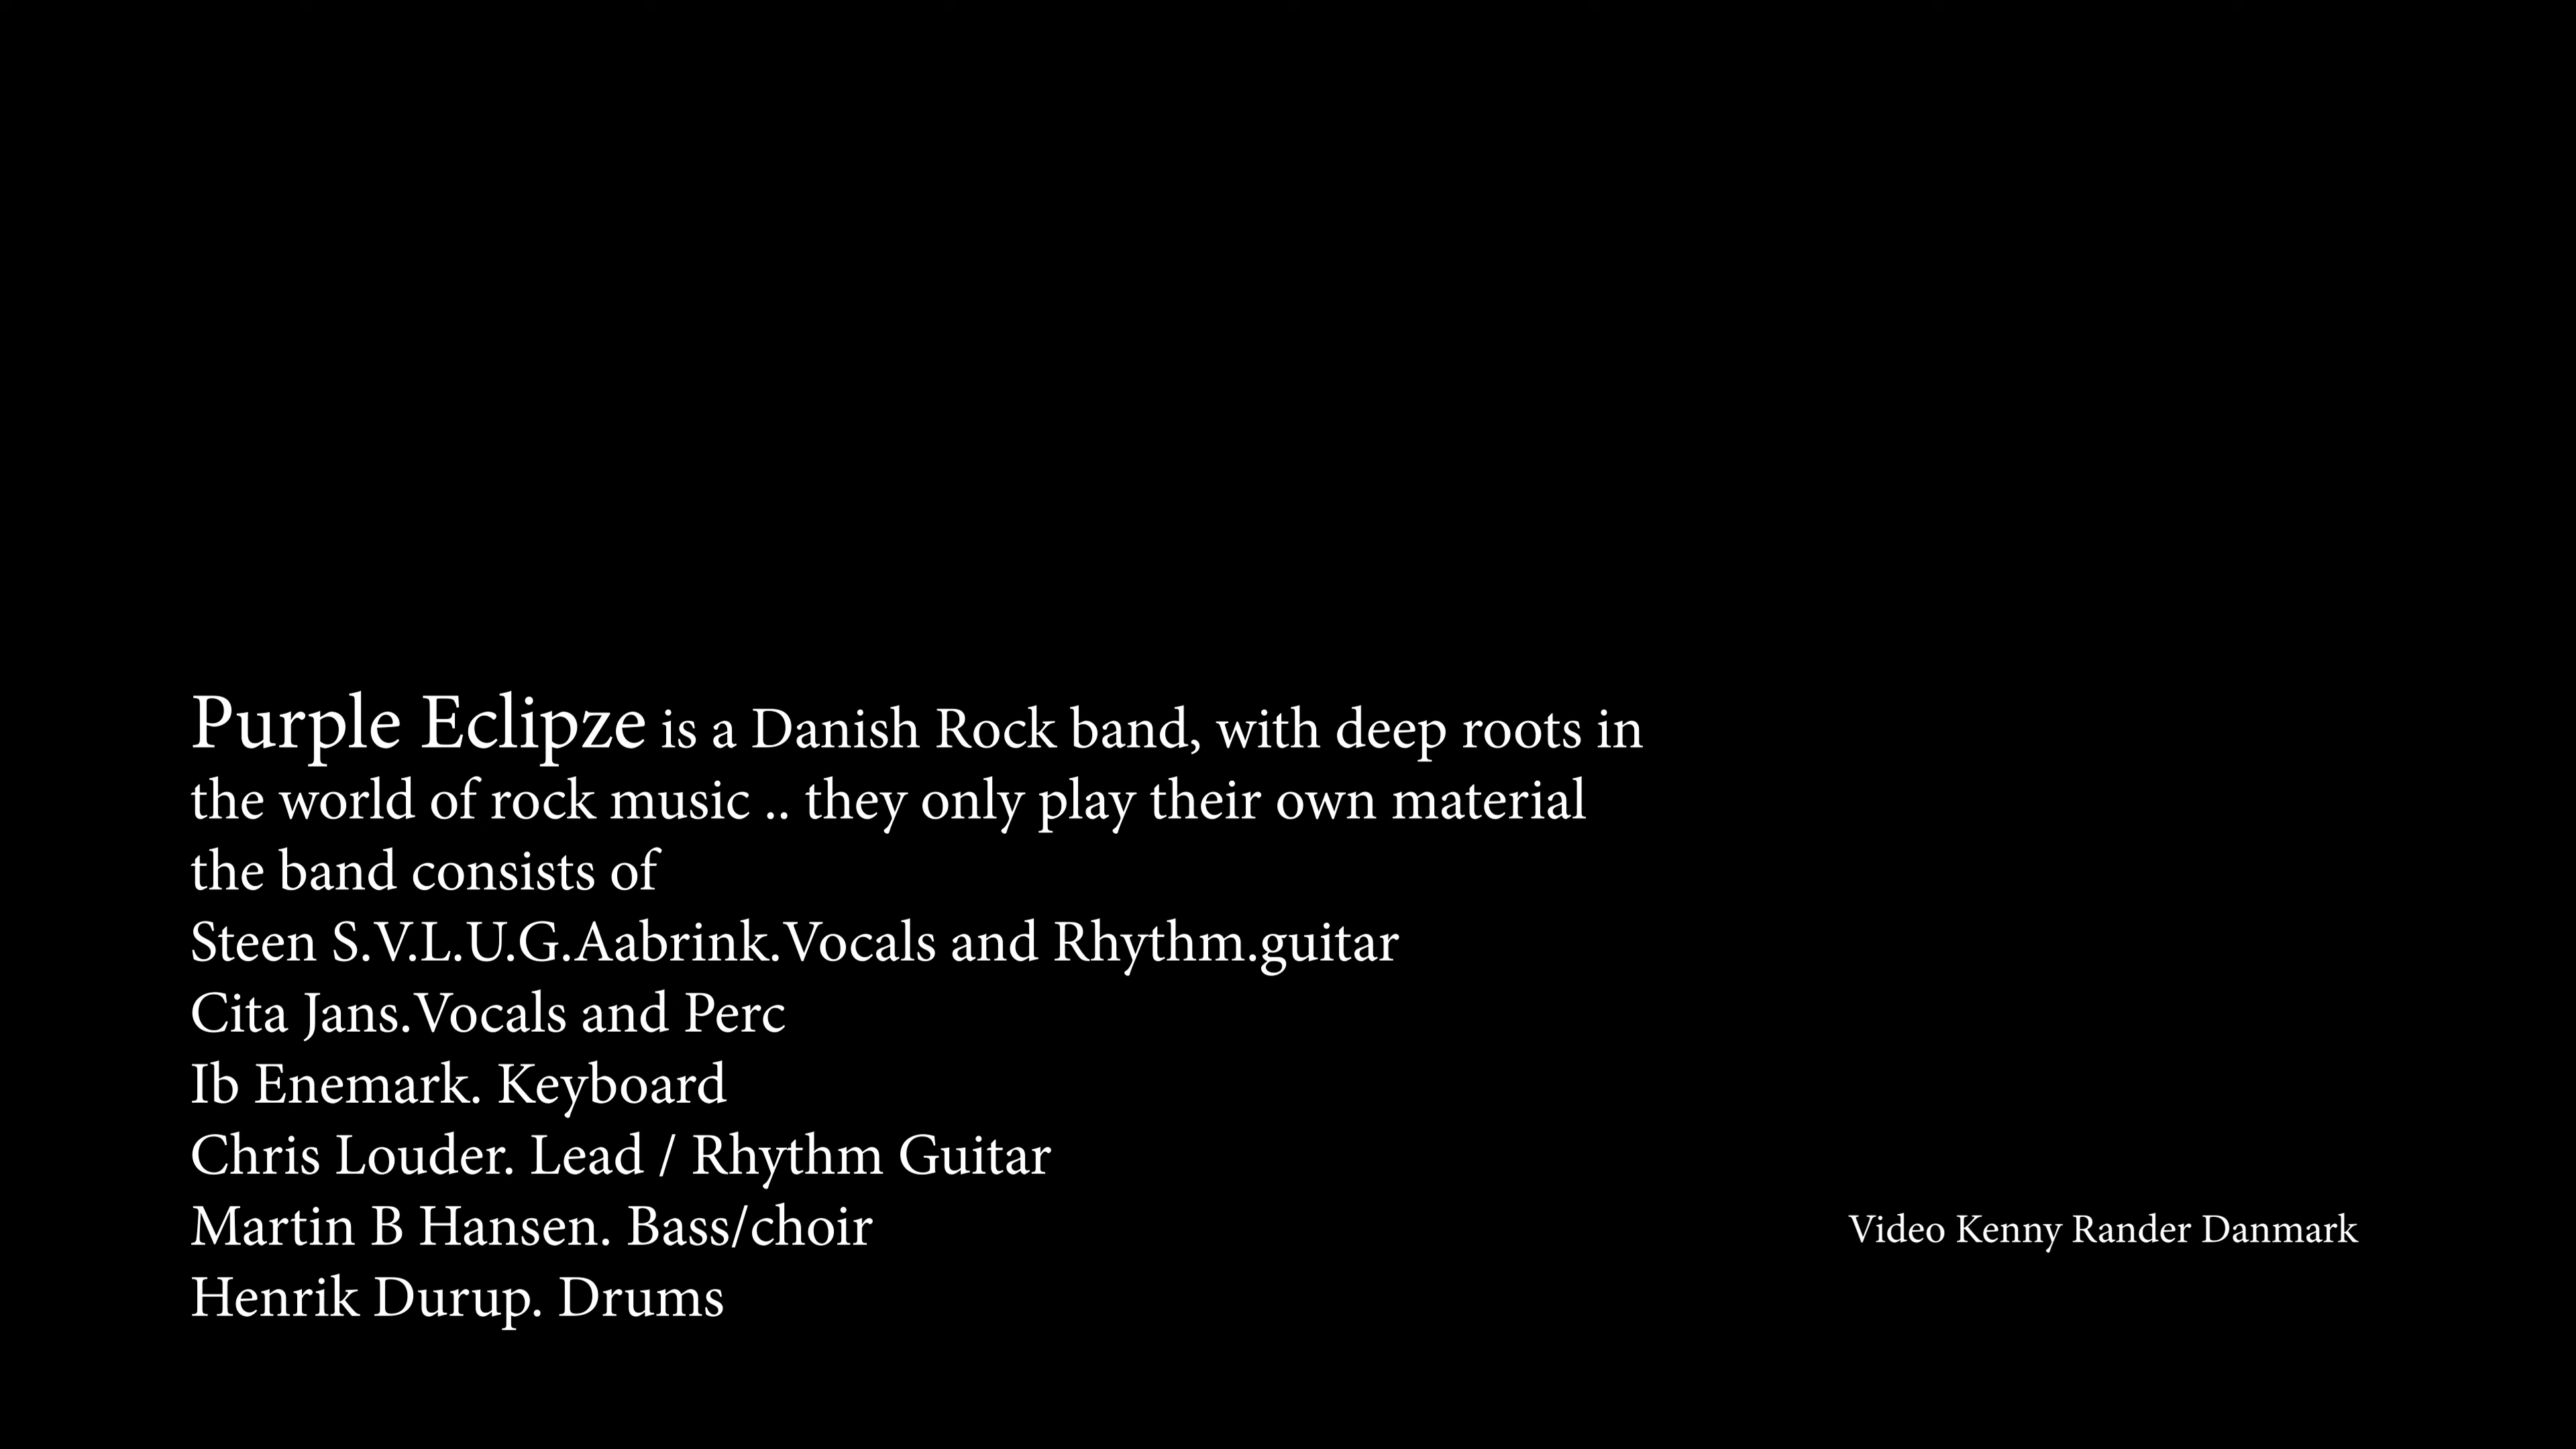 Purple Eclipze is a Danish Rock band, with deep roots in
the world of rock music .. they only play their own material
the band consists of
Steen S.V.L.U.G.Aabrink.Vocals and Rhythm.guitar
Cita Jans.Vocals and Perc
Ib Enemark. Keyboard
Chris Louder. Lead / Rhythm Guitar
Martin B Hansen. Bass/choir
Henrik Durup. Drums
Video Kenny Rander Danmark